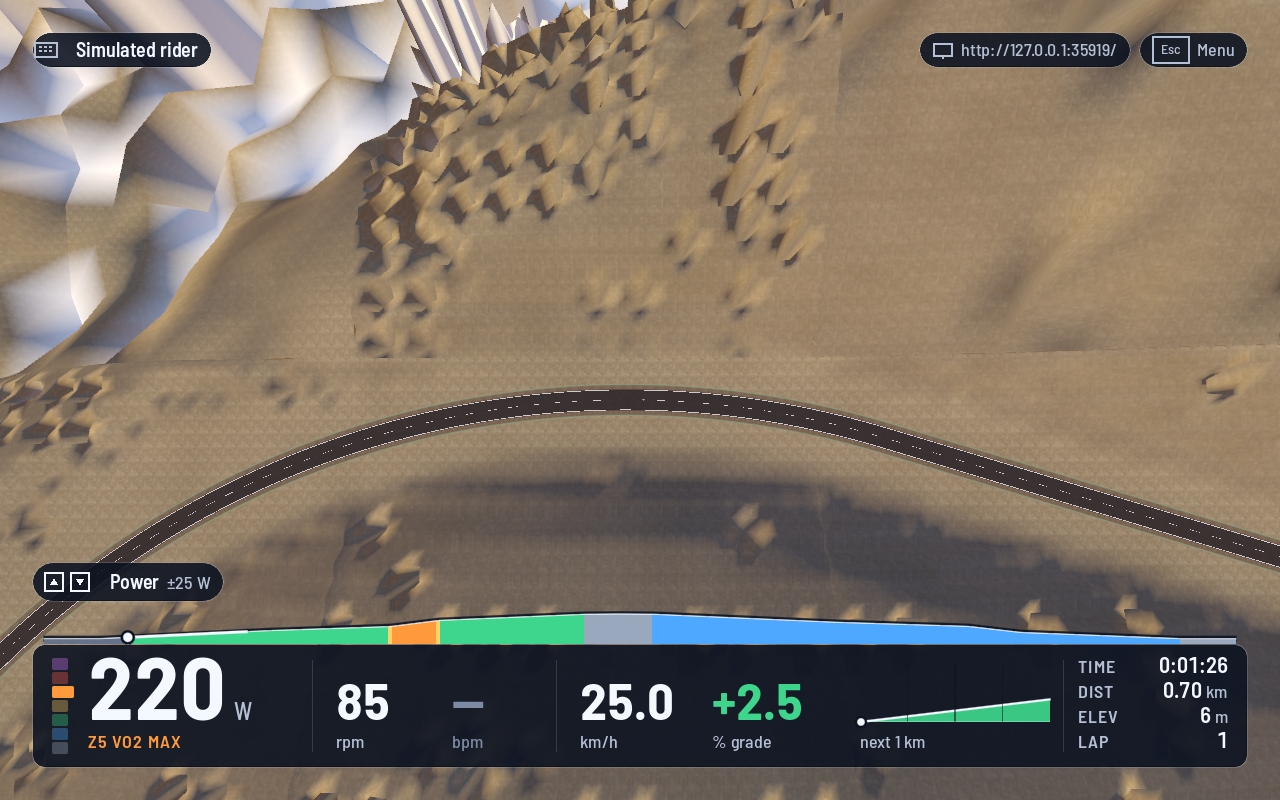 Simulated rider
http://127.0.0.1:35919/
Esc Menu
Power ±25 W
220 W
Z5 VO2 MAX
85 rpm
— bpm
25.0 km/h
+2.5 % grade
next 1 km
TIME 0:01:26
DIST 0.70 km
ELEV 6 m
LAP 1